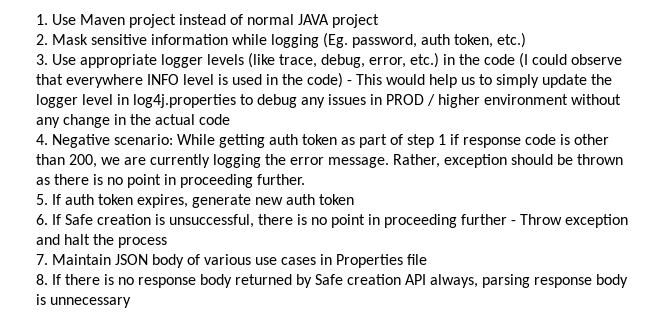 1. Use Maven project instead of normal JAVA project
2. Mask sensitive information while logging (Eg. password, auth token, etc.)
3. Use appropriate logger levels (like trace, debug, error, etc.) in the code (I could observe
that everywhere INFO level is used in the code) - This would help us to simply update the
logger level in log4j.properties to debug any issues in PROD / higher environment without
any change in the actual code
4. Negative scenario: While getting auth token as part of step 1 if response code is other
than 200, we are currently logging the error message. Rather, exception should be thrown
as there is no point in proceeding further.
5. If auth token expires, generate new auth token
6. If Safe creation is unsuccessful, there is no point in proceeding further - Throw exception
and halt the process
7. Maintain JSON body of various use cases in Properties file
8. If there is no response body returned by Safe creation API always, parsing response body
is unnecessary